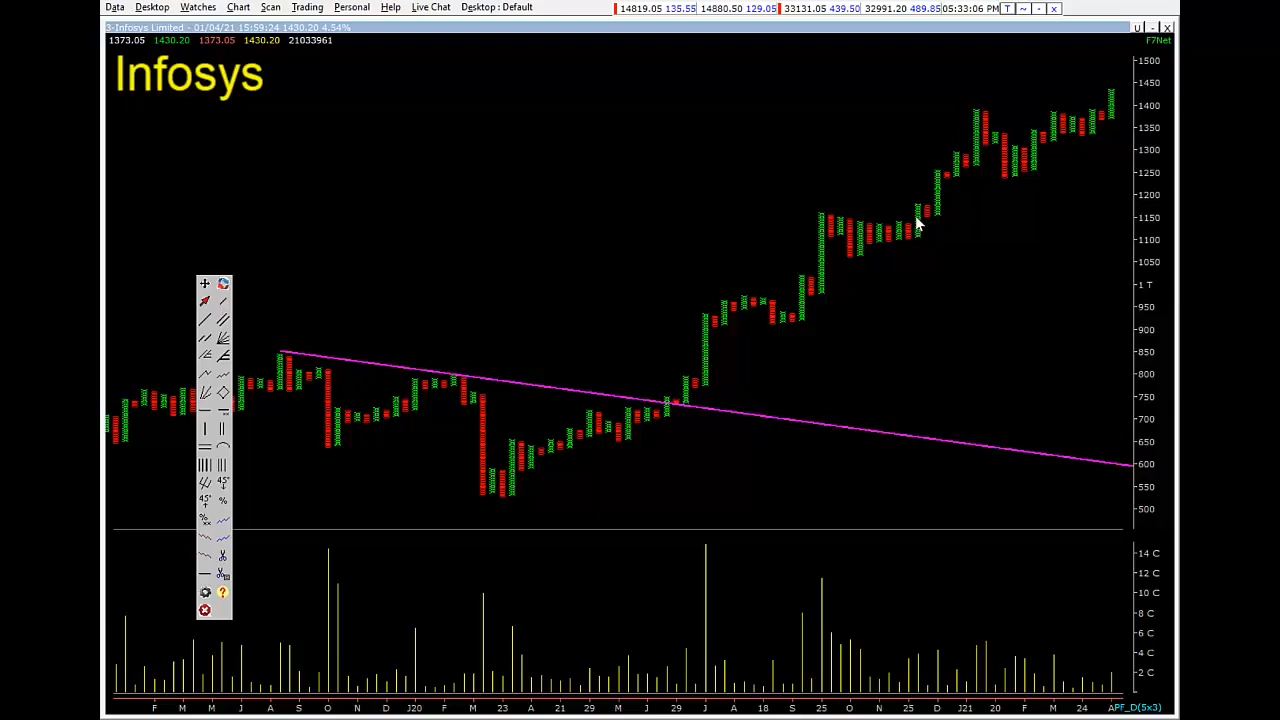 Data Desktop Watches Chart Scan Trading Personal Help Live Chat Desktop : Default 14819.05 135.55 14880.50 129.05 33131.05 439.50 32991.20 489.85 05:33:06 PM T ~ - x
3-Infosys Limited - 01/04/21 15:59:24 1430.20 4.54% U - X
1373.05 1430.20 1373.05 1430.20 21033961 F7Net
Infosys
1500
1450
1400
1350
1300
1250
1200
1150
1100
1050
1 T
950
900
850
800
750
700
650
600
550
500
45°
45° %
%
14 C
12 C
10 C
8 C
6 C
4 C
2 C
F M M J A S O N D J20 F M 23 A 21 29 M J 29 J A 18 S 25 O N 25 D J21 20 M 24 A PF_D(5x3)